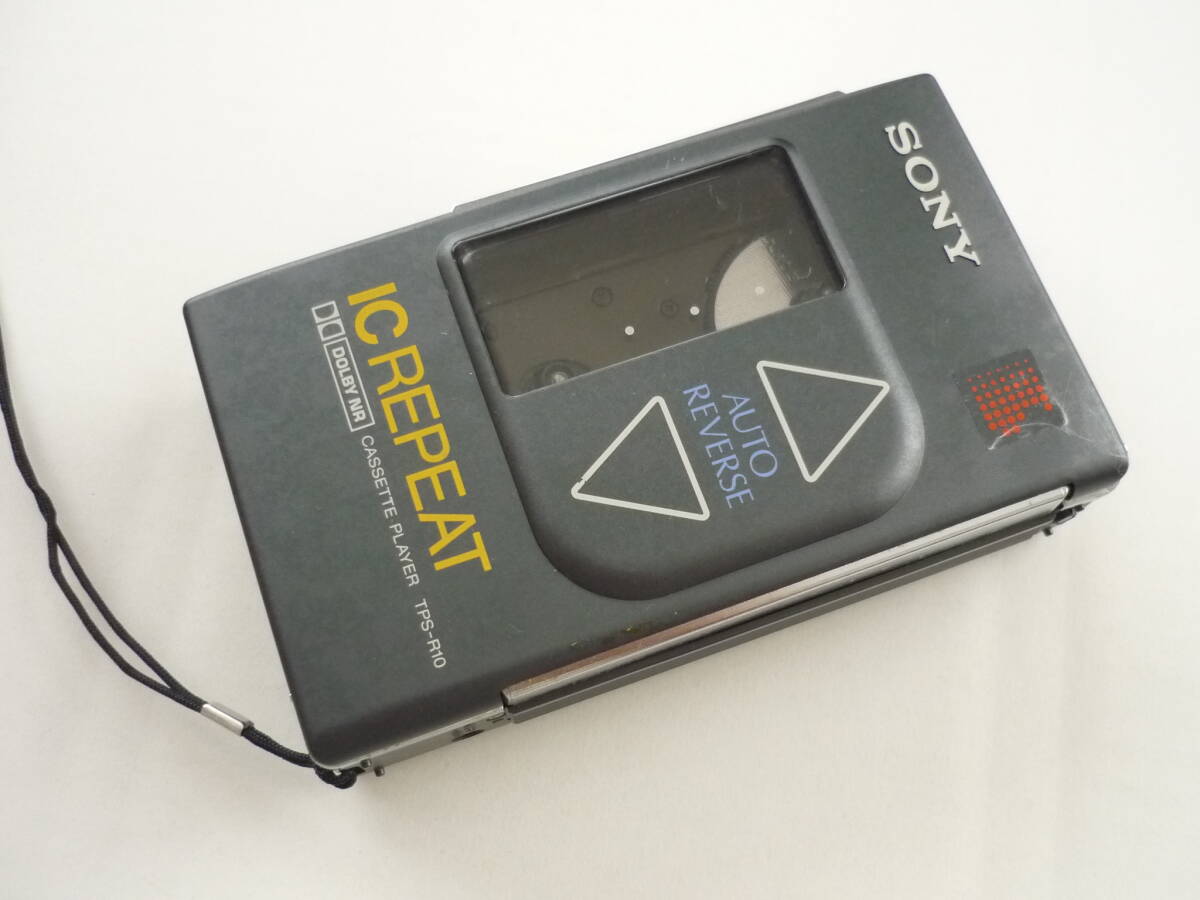 SONY
AUTO
REVERSE
IC REPEAT
DOLBY NR CASSETTE PLAYER TPS-R10